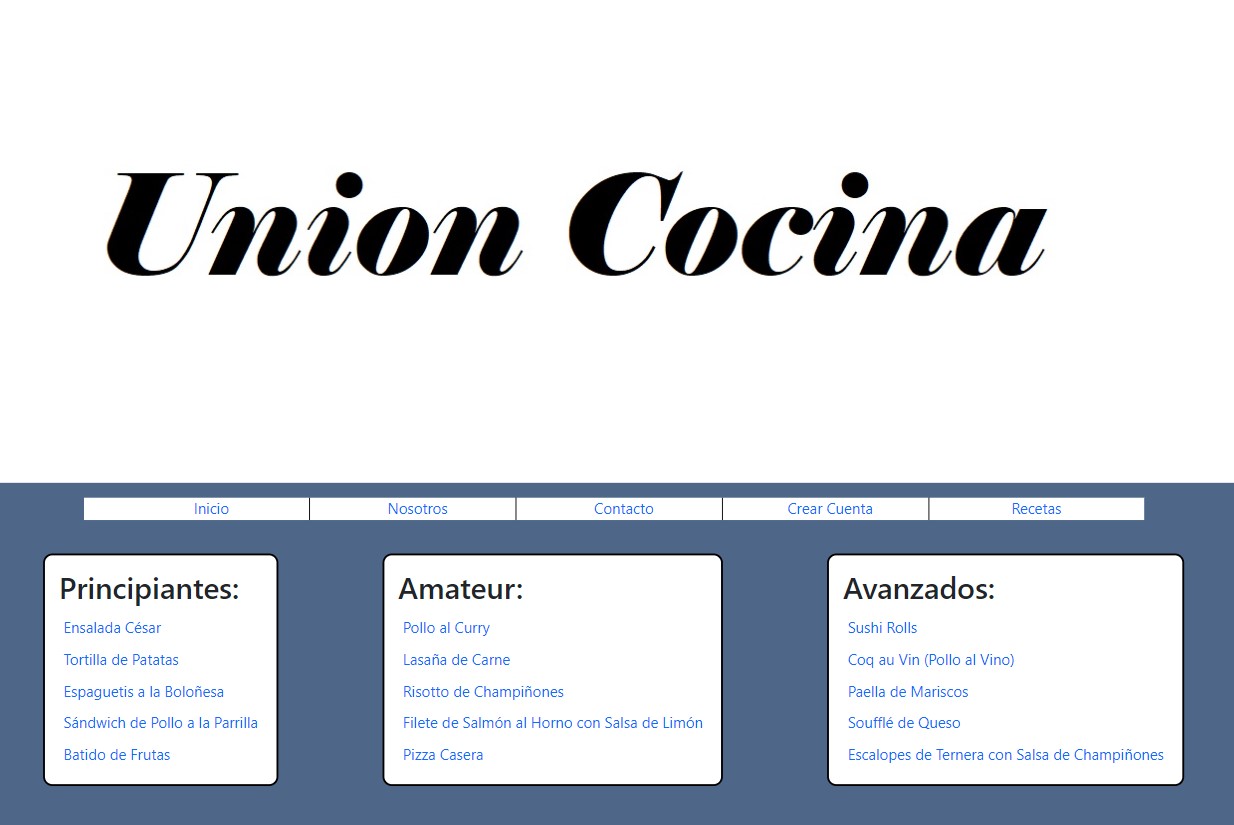 Union Cocina
Inicio Nosotros Contacto Crear Cuenta Recetas
Principiantes:
Ensalada César
Tortilla de Patatas
Espaguetis a la Boloñesa
Sándwich de Pollo a la Parrilla
Batido de Frutas
Amateur:
Pollo al Curry
Lasaña de Carne
Risotto de Champiñones
Filete de Salmón al Horno con Salsa de Limón
Pizza Casera
Avanzados:
Sushi Rolls
Coq au Vin (Pollo al Vino)
Paella de Mariscos
Soufflé de Queso
Escalopes de Ternera con Salsa de Champiñones